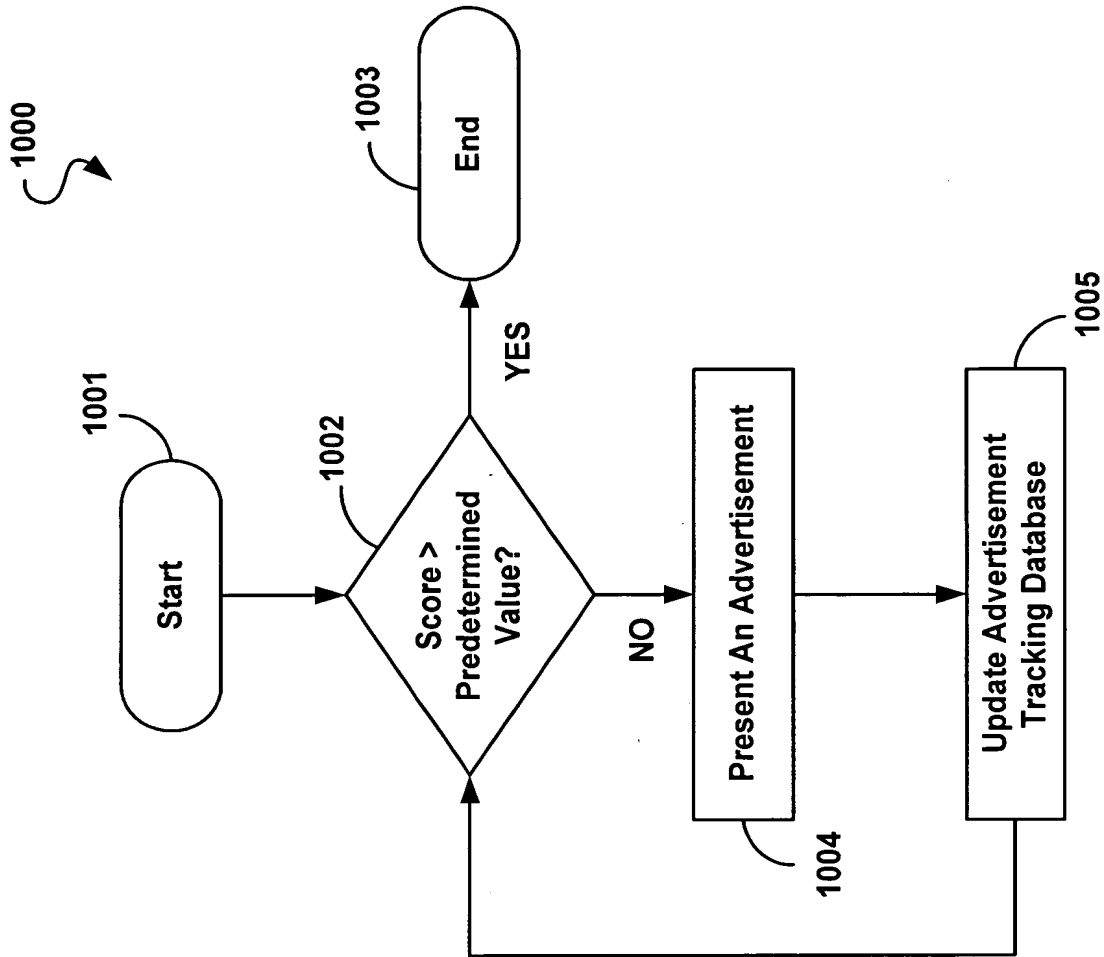 1000
1001
Start
1002
Score >
Predetermined
Value?
YES
1003
End
NO
1004
Present An Advertisement
1005
Update Advertisement
Tracking Database